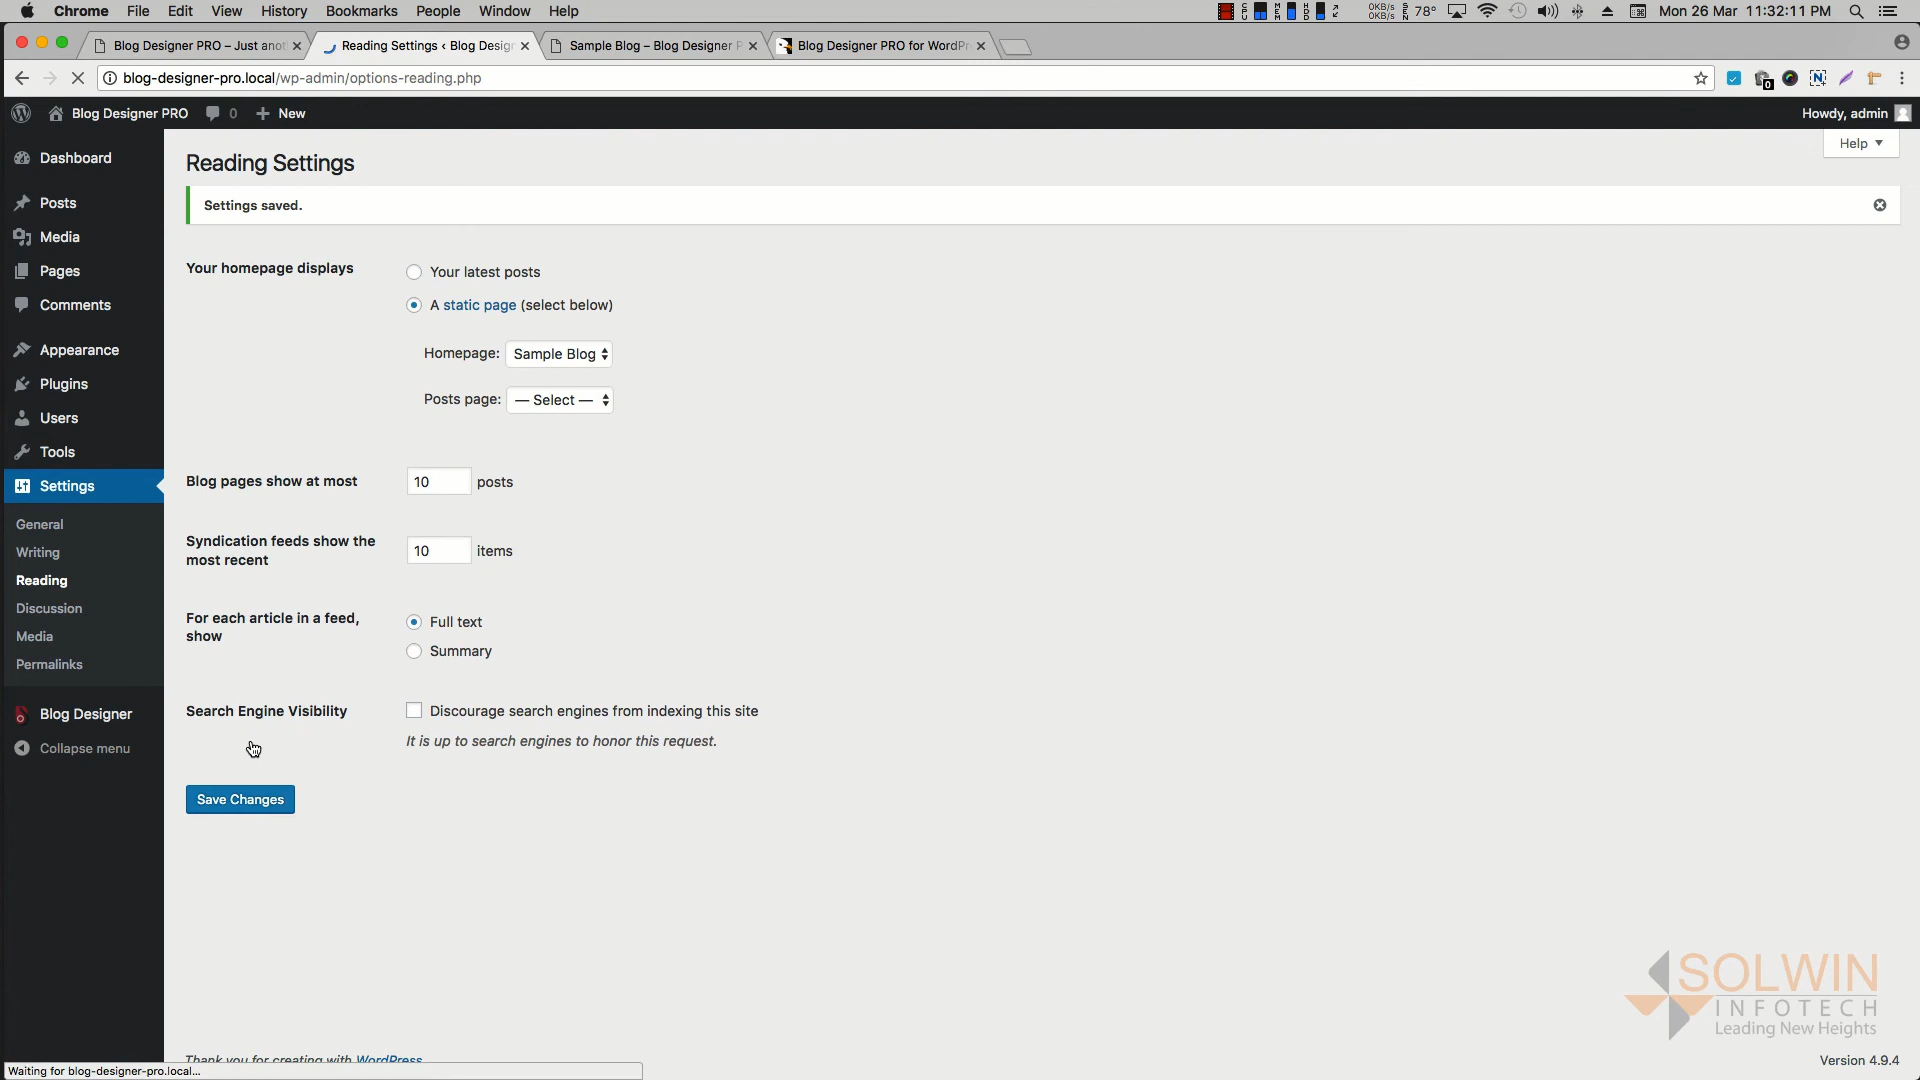 Chrome File Edit View History Bookmarks People Window Help
0KB/s
0KB/s
78°
Mon 26 Mar 11:32:11 PM
Blog Designer PRO – Just anot
Reading Settings ‹ Blog Design
Sample Blog – Blog Designer P
Blog Designer PRO for WordPr
blog-designer-pro.local/wp-admin/options-reading.php
Blog Designer PRO 0 New
Howdy, admin
Dashboard
Posts
Media
Pages
Comments
Appearance
Plugins
Users
Tools
Settings
General
Writing
Reading
Discussion
Media
Permalinks
Blog Designer
Collapse menu
Help
Reading Settings
Settings saved.
Your homepage displays
Your latest posts
A static page (select below)
Homepage: Sample Blog
Posts page: — Select —
Blog pages show at most 10 posts
Syndication feeds show the
most recent
10 items
For each article in a feed,
show
Full text
Summary
Search Engine Visibility
Discourage search engines from indexing this site
It is up to search engines to honor this request.
Save Changes
SOLWIN
INFOTECH
Leading New Heights
Thank you for creating with WordPress
Version 4.9.4
Waiting for blog-designer-pro.local...